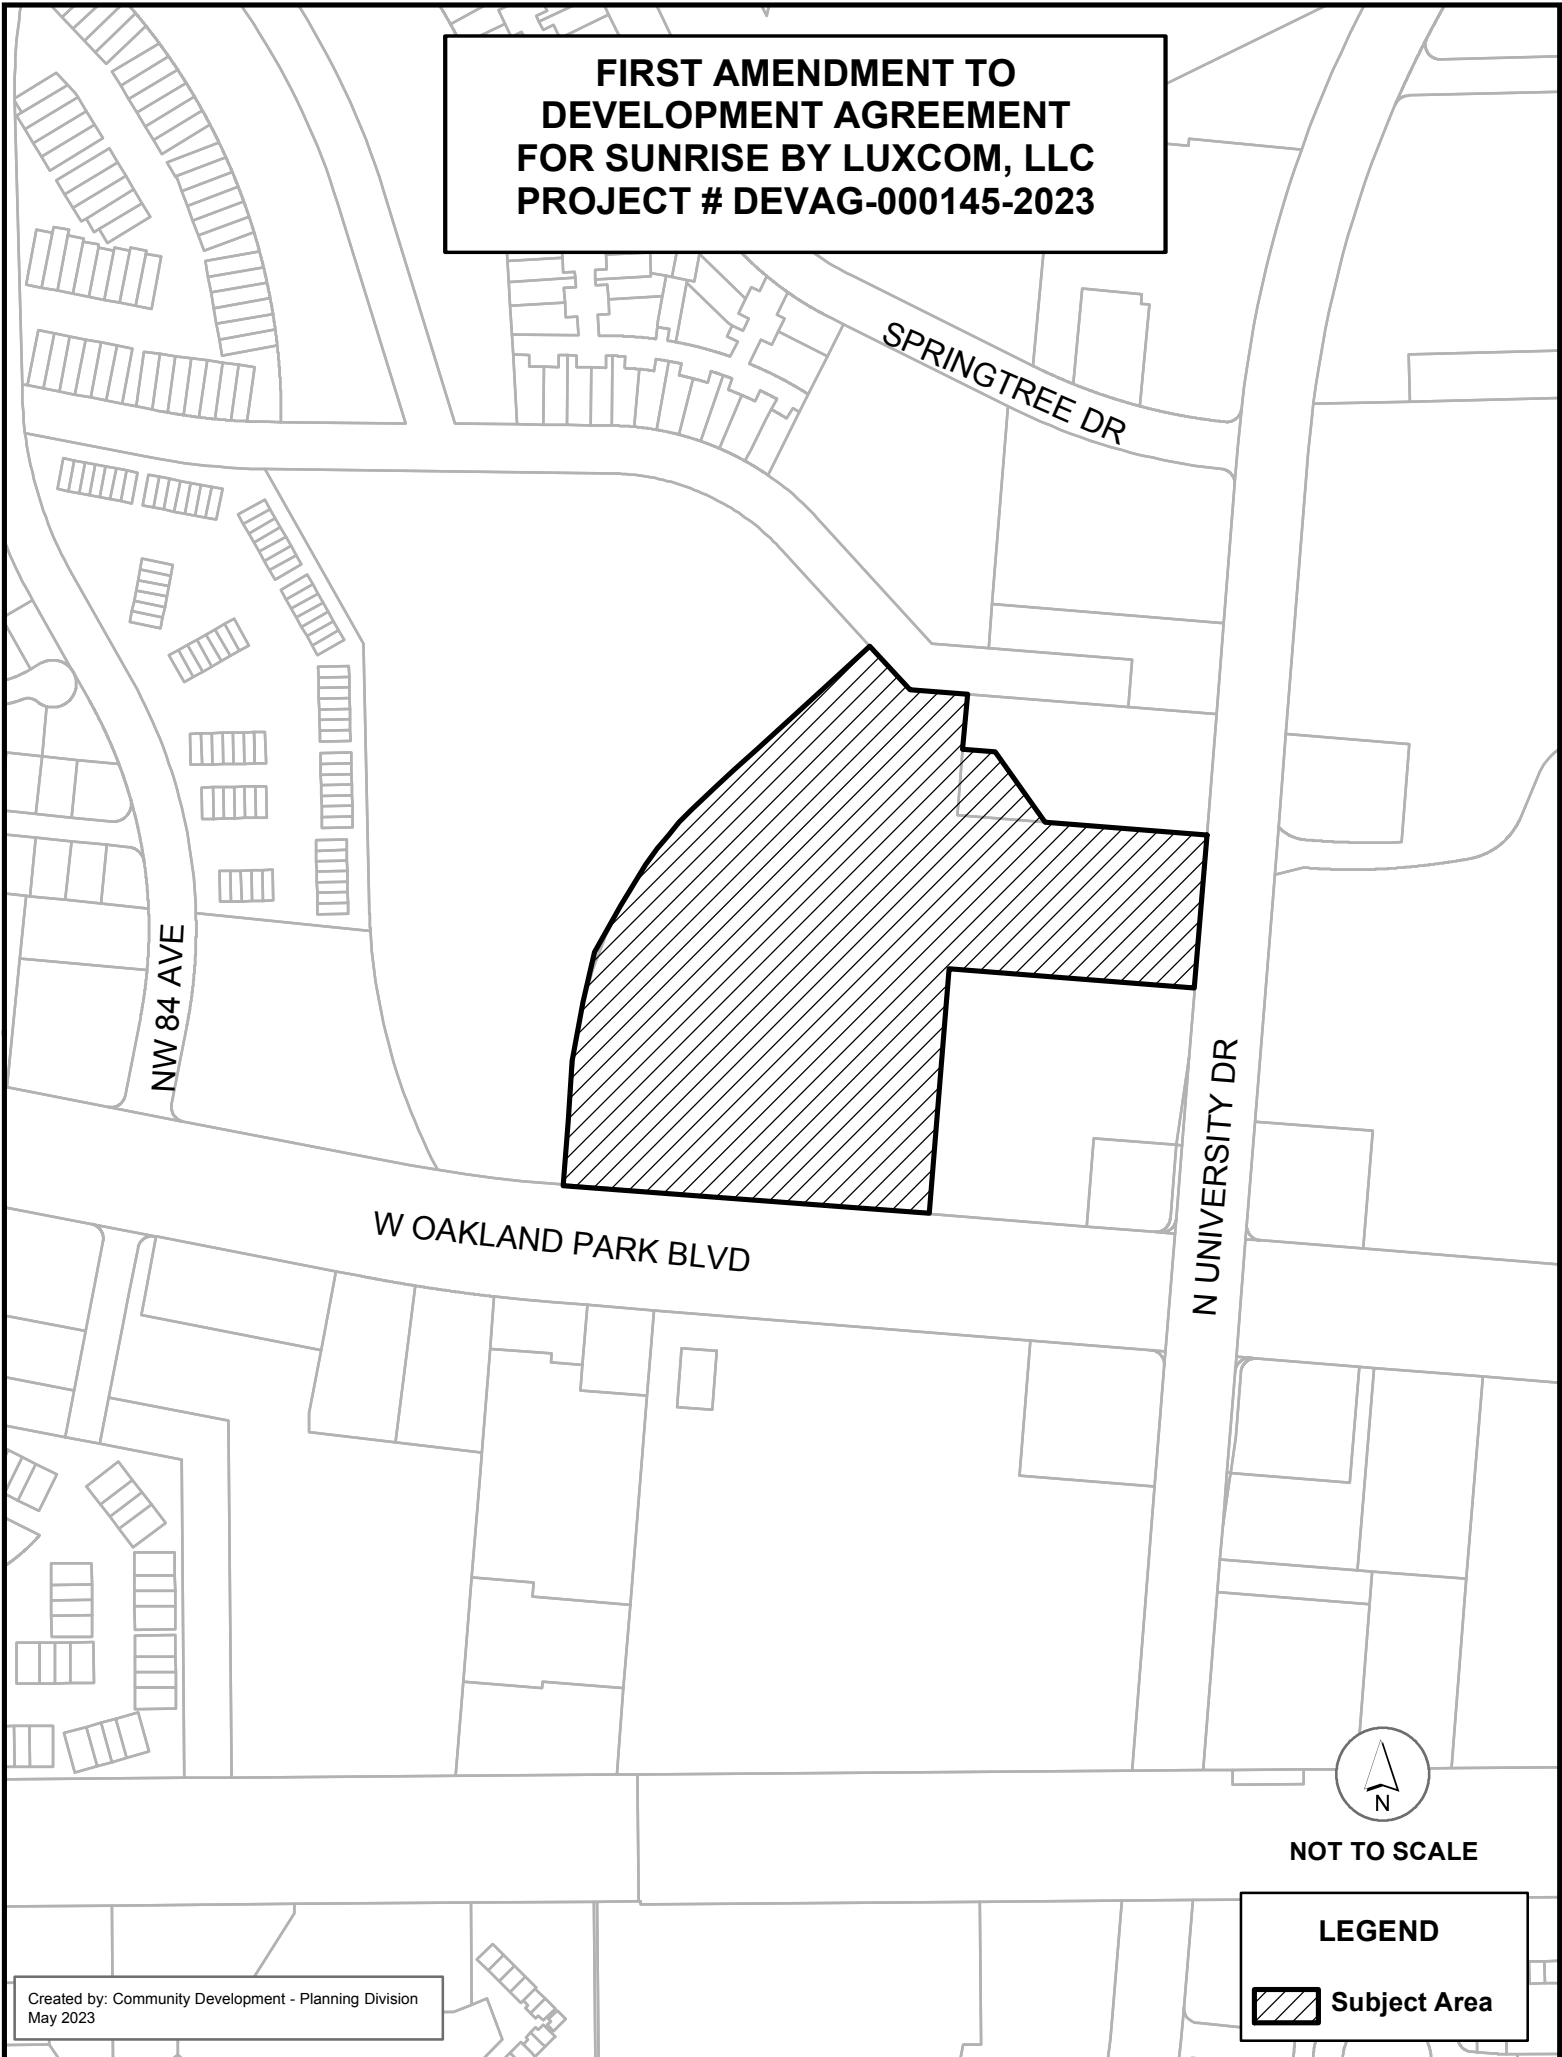 FIRST AMENDMENT TO
DEVELOPMENT AGREEMENT
FOR SUNRISE BY LUXCOM, LLC
PROJECT # DEVAG-000145-2023
SPRINGTREE DR
NW 84 AVE
N UNIVERSITY DR
W OAKLAND PARK BLVD
N
NOT TO SCALE
LEGEND
Subject Area
Created by: Community Development - Planning Division
May 2023